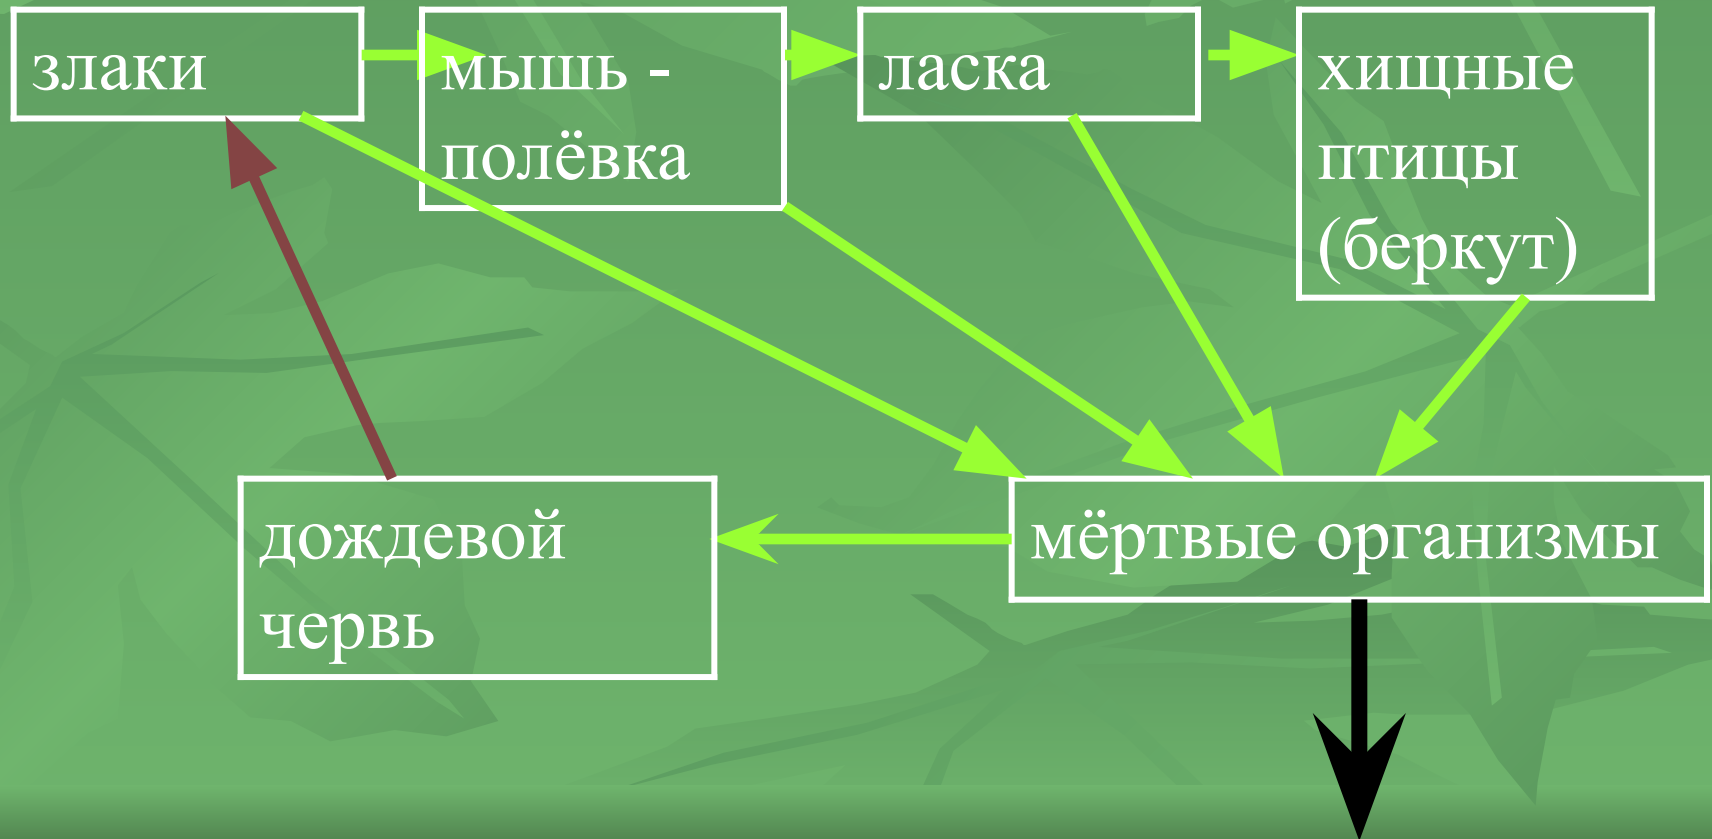 злаки
мышь -
полёвка
ласка
хищные
птицы
(беркут)
дождевой
червь
мёртвые организмы